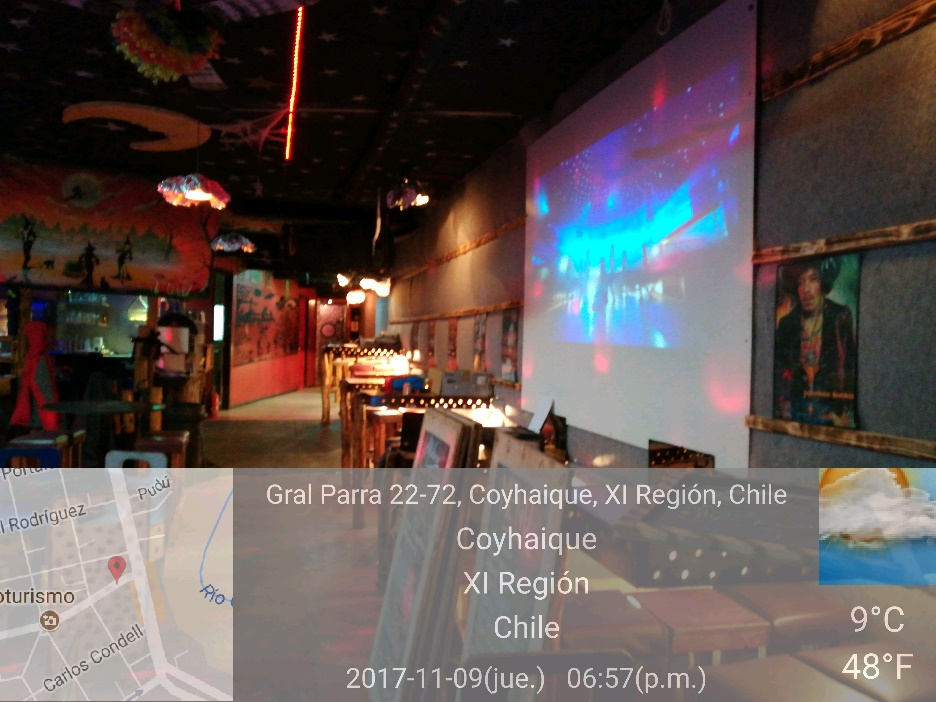 Gral Parra 22-72, Coyhaique, XI Región, Chile
Coyhaique
XI Región
Chile
2017-11-09(jue.) 06:57(p.m.)
9°C
48°F
Pudú
Rodríguez
oturismo
Carlos Condell